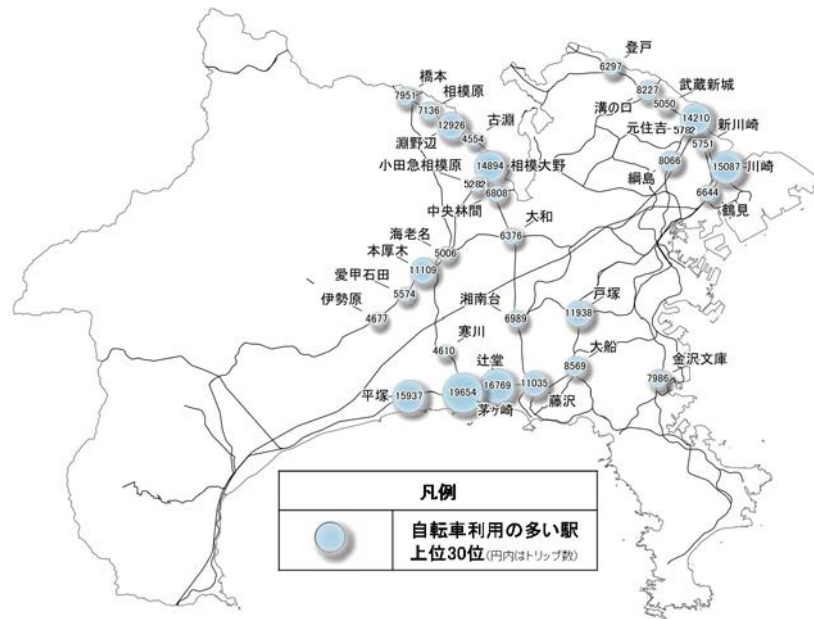 登戸
6297
橋本
7951
相模原
7136
武蔵新城
8227
5050
溝の口
古淵
12926
4554
淵野辺
14210
新川崎
元住吉
5782
5751
小田急相模原
14894
相模大野
8066
15087
川崎
綱島
5282
6808
6644
鶴見
中央林間
大和
6376
海老名
5006
本厚木
11109
愛甲石田
5574
伊勢原
4677
湘南台
6989
戸塚
11938
寒川
4610
大船
8569
辻堂
16769
11035
金沢文庫
7986
平塚
15937
19654
茅ヶ崎
藤沢
凡例
自転車利用の多い駅
上位30位(円内はトリップ数)